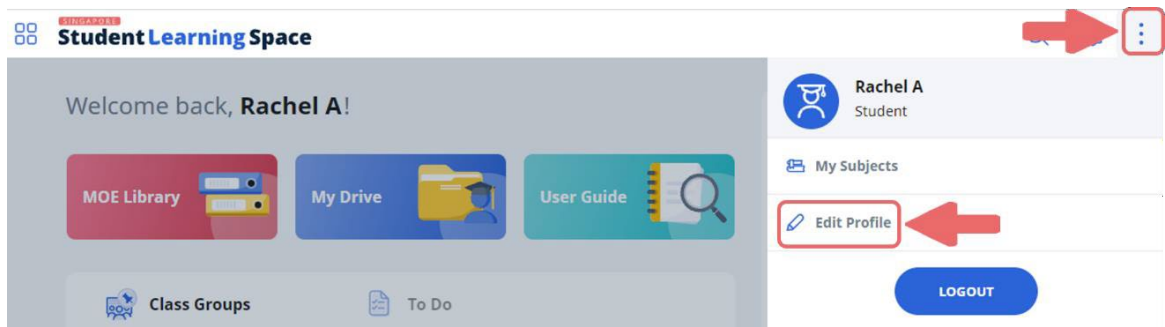 SINGAPORE
Student Learning Space
Welcome back, Rachel A!
MOE Library
My Drive
User Guide
Class Groups
To Do
Rachel A
Student
My Subjects
Edit Profile
LOGOUT